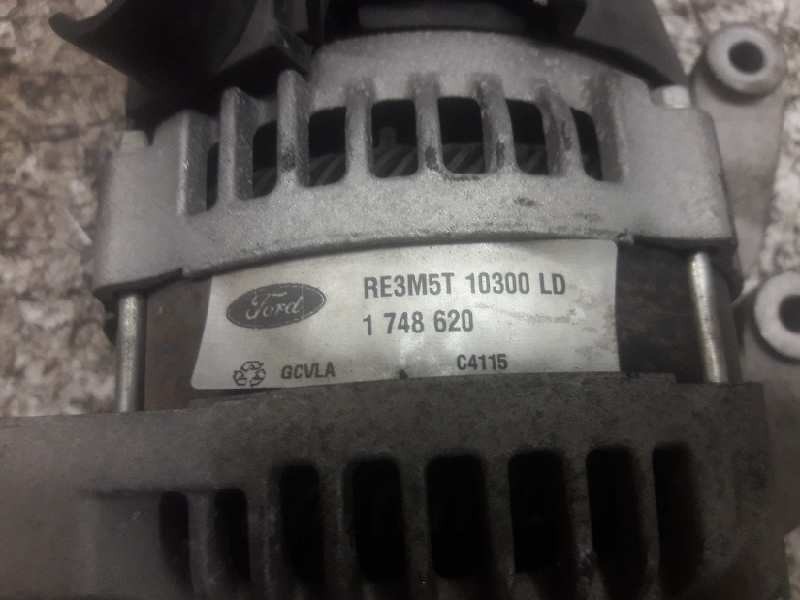 Ford
RE3M5T 10300 LD
1 748 620
GCVLA
C4115